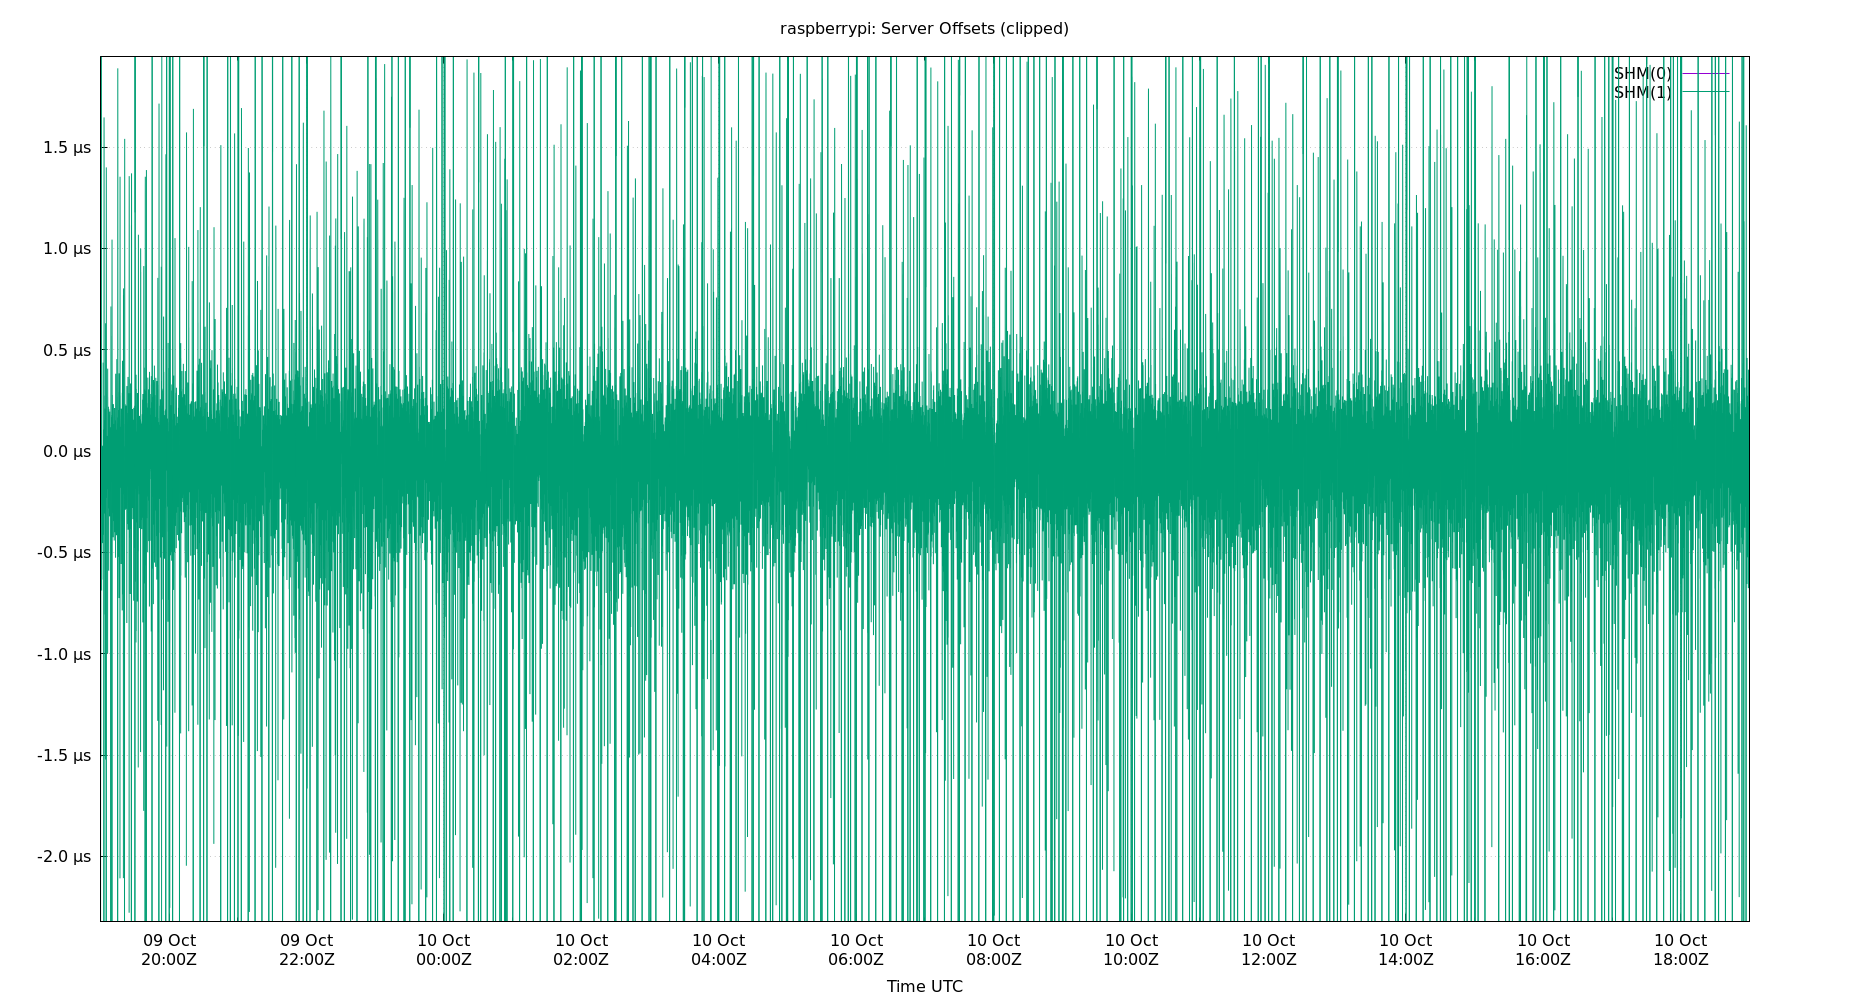 raspberrypi: Server Offsets (clipped)
SHM(0)
SHM(1)
1.5 µs
1.0 µs
0.5 µs
0.0 µs
-0.5 µs
-1.0 µs
-1.5 µs
-2.0 µs
09 Oct 09 Oct 10 Oct 10 Oct 10 Oct 10 Oct 10 Oct 10 Oct 10 Oct 10 Oct 10 Oct 10 Oct
20:00Z 22:00Z 00:00Z 02:00Z 04:00Z 06:00Z 08:00Z 10:00Z 12:00Z 14:00Z 16:00Z 18:00Z
Time UTC